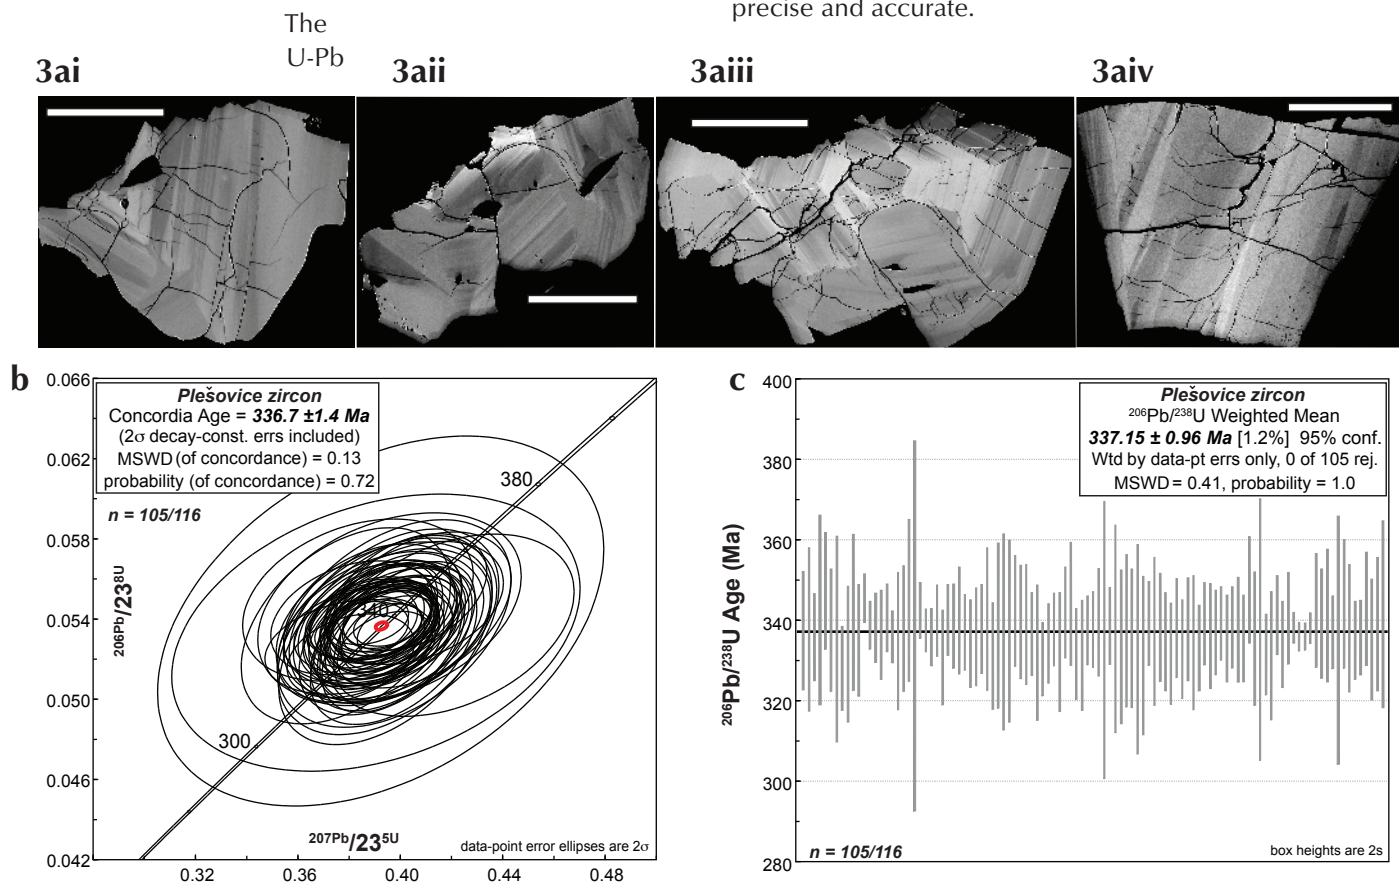 precise and accurate.
The
U-Pb
3ai
3aii
3aiii
3aiv
b
0.066
0.062
0.058
0.054
0.050
0.046
0.042
0.32
0.36
0.40
0.44
0.48
206Pb/238U
207Pb/235U
Plešovice zircon
Concordia Age = 336.7 ±1.4 Ma
(2σ decay-const. errs included)
MSWD (of concordance) = 0.13
probability (of concordance) = 0.72
n = 105/116
380
340
300
data-point error ellipses are 2σ
c
400
380
360
340
320
300
280
206Pb/238U Age (Ma)
Plešovice zircon
206Pb/238U Weighted Mean
337.15 ± 0.96 Ma [1.2%] 95% conf.
Wtd by data-pt errs only, 0 of 105 rej.
MSWD = 0.41, probability = 1.0
n = 105/116
box heights are 2s